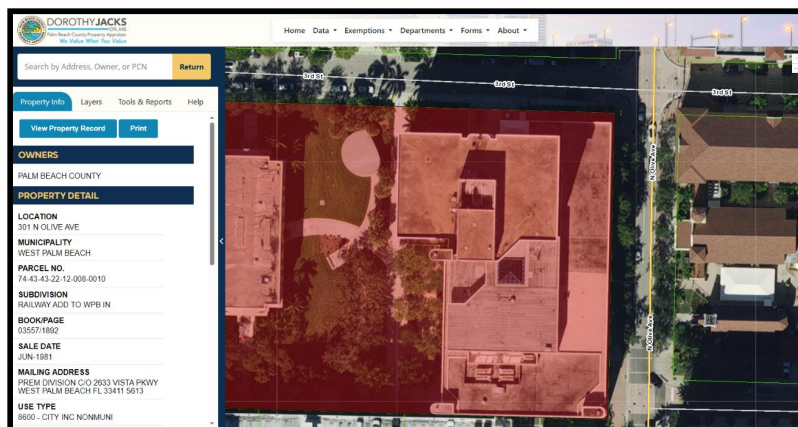 DOROTHY JACKS
CFA, AAS
Palm Beach County Property Appraiser
We Value What You Value
Home Data Exemptions Departments Forms About
Search by Address, Owner, or PCN Return
Property Info Layers Tools & Reports Help
View Property Record Print
OWNERS
PALM BEACH COUNTY
PROPERTY DETAIL
LOCATION
301 N OLIVE AVE
MUNICIPALITY
WEST PALM BEACH
PARCEL NO.
74-43-43-22-12-008-0010
SUBDIVISION
RAILWAY ADD TO WPB IN
BOOK/PAGE
03557/1892
SALE DATE
JUN-1981
MAILING ADDRESS
PREM DIVISION C/O 2633 VISTA PKWY
WEST PALM BEACH FL 33411 5613
USE TYPE
8600 - CITY INC NONMUNI
3rd St
3rd St
3rd St
N Olive Ave
N Olive Ave